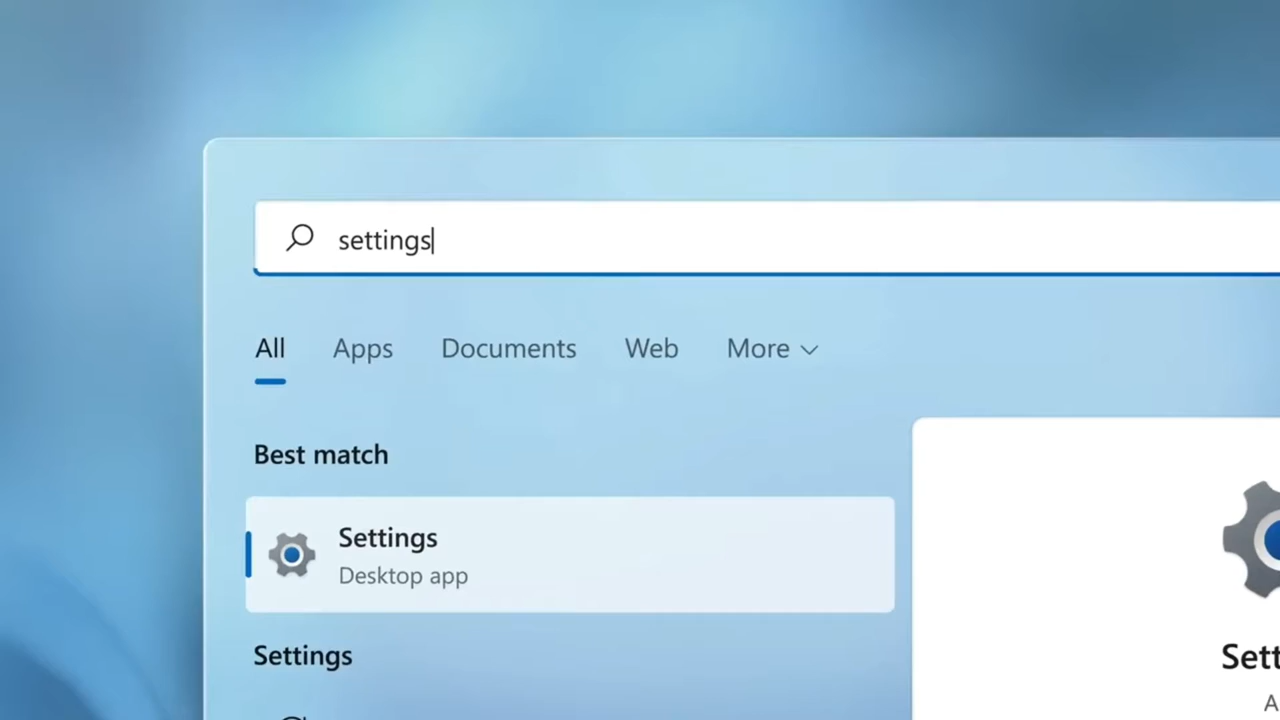 settings
All Apps Documents Web More
Best match
Settings
Desktop app
Settings